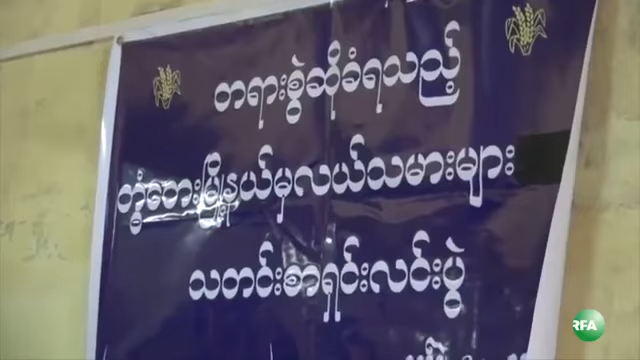 တရားစွဲဆိုခံရသည့်
တွံတေးမြို့နယ်မှလယ်သမားများ
သတင်းစာရှင်းလင်းပွဲ
RFA